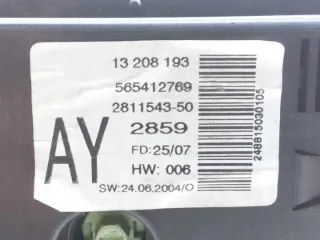 13 208 193
565412769
2811543-50
AY
2859
FD:25/07
HW: 006
SW:24.06.2004/O
248815030105